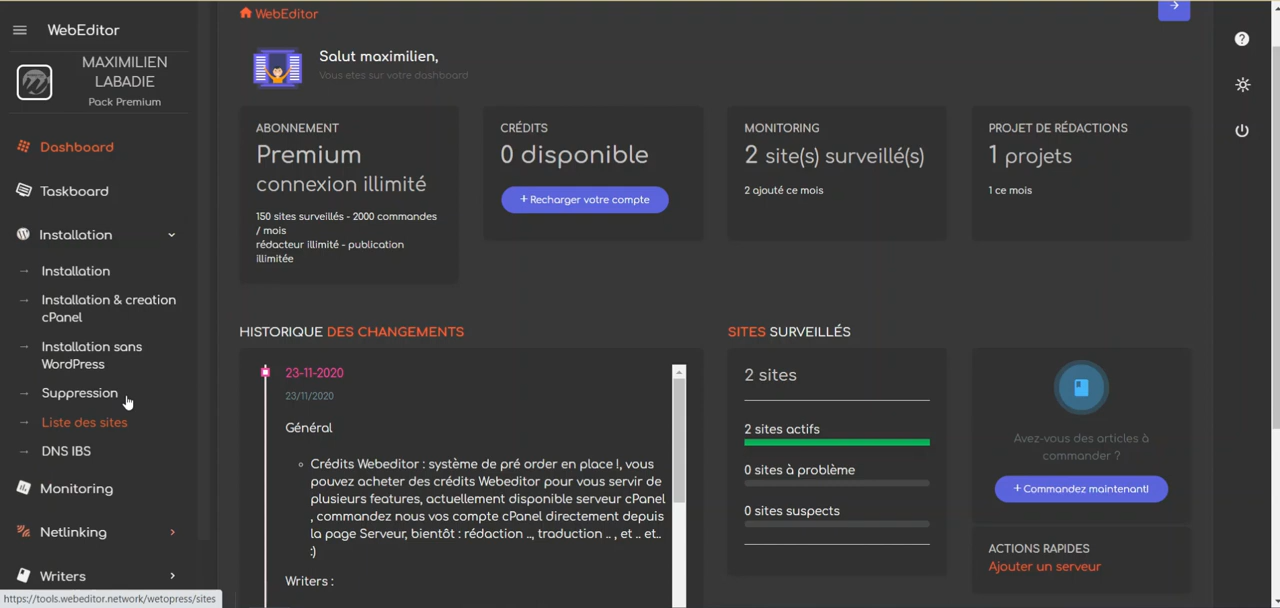 WebEditor
MAXIMILIEN
LABADIE
Pack Premium
Dashboard
Taskboard
Installation
Installation
Installation & creation
cPanel
Installation sans
WordPress
Suppression
Liste des sites
DNS IBS
Monitoring
Netlinking
Writers
https://tools.webeditor.network/wetopress/sites
WebEditor
Salut maximilien,
Vous etes sur votre dashboard
ABONNEMENT
Premium
connexion illimité
150 sites surveillés - 2000 commandes
/ mois
rédacteur illimité - publication
illimitée
CRÉDITS
0 disponible
+ Recharger votre compte
MONITORING
2 site(s) surveillé(s)
2 ajouté ce mois
PROJET DE RÉDACTIONS
1 projets
1 ce mois
HISTORIQUE DES CHANGEMENTS
23-11-2020
23/11/2020
Général
Crédits Webeditor : système de pré order en place !, vous
pouvez acheter des crédits Webeditor pour vous servir de
plusieurs features, actuellement disponible serveur cPanel
, commandez nous vos compte cPanel directement depuis
la page Serveur, bientôt : rédaction .., traduction .. , et .. et..
:)
Writers :
SITES SURVEILLÉS
2 sites
2 sites actifs
0 sites à problème
0 sites suspects
Avez-vous des articles à
commander ?
+ Commandez maintenant!
ACTIONS RAPIDES
Ajouter un serveur